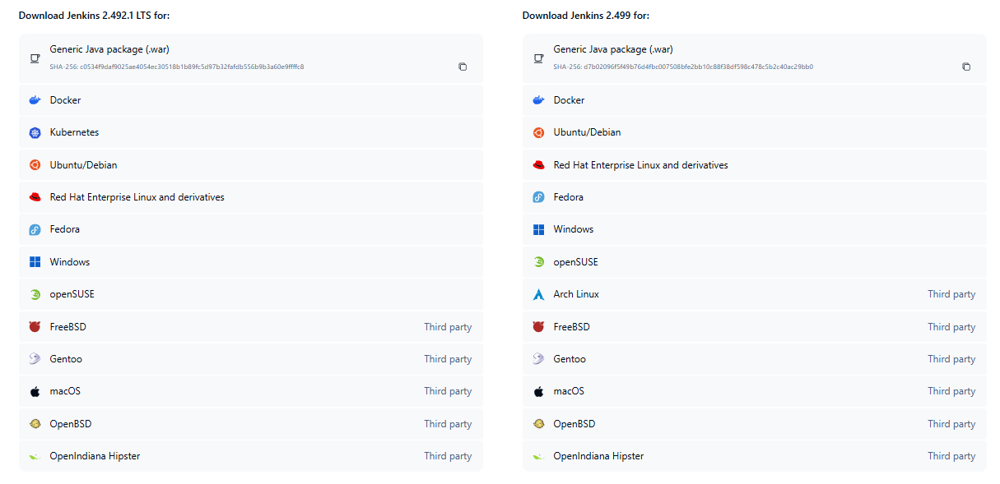 Download Jenkins 2.492.1 LTS for:
Generic Java package (.war)
SHA-256: c0534f9daf9025ae4054ec30518b1b89fc5d97b32fafdb556b9b3a60e9ffffc8
Docker
Kubernetes
Ubuntu/Debian
Red Hat Enterprise Linux and derivatives
Fedora
Windows
openSUSE
FreeBSD Third party
Gentoo Third party
macOS Third party
OpenBSD Third party
OpenIndiana Hipster Third party
Download Jenkins 2.499 for:
Generic Java package (.war)
SHA-256: d7b02096f5f49b76d4fbc007508bfe2bb10c88f38df598c478c5b2c40ac29bb0
Docker
Ubuntu/Debian
Red Hat Enterprise Linux and derivatives
Fedora
Windows
openSUSE
Arch Linux Third party
FreeBSD Third party
Gentoo Third party
macOS Third party
OpenBSD Third party
OpenIndiana Hipster Third party